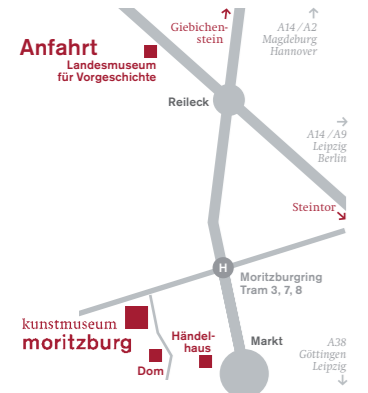 Anfahrt
Landesmuseum
für Vorgeschichte
Giebichen-
stein
A14/A2
Magdeburg
Hannover
Reileck
A14/A9
Leipzig
Berlin
Steintor
H
Moritzburgring
Tram 3, 7, 8
kunstmuseum
moritzburg
Dom
Händel-
haus
Markt
A38
Göttingen
Leipzig